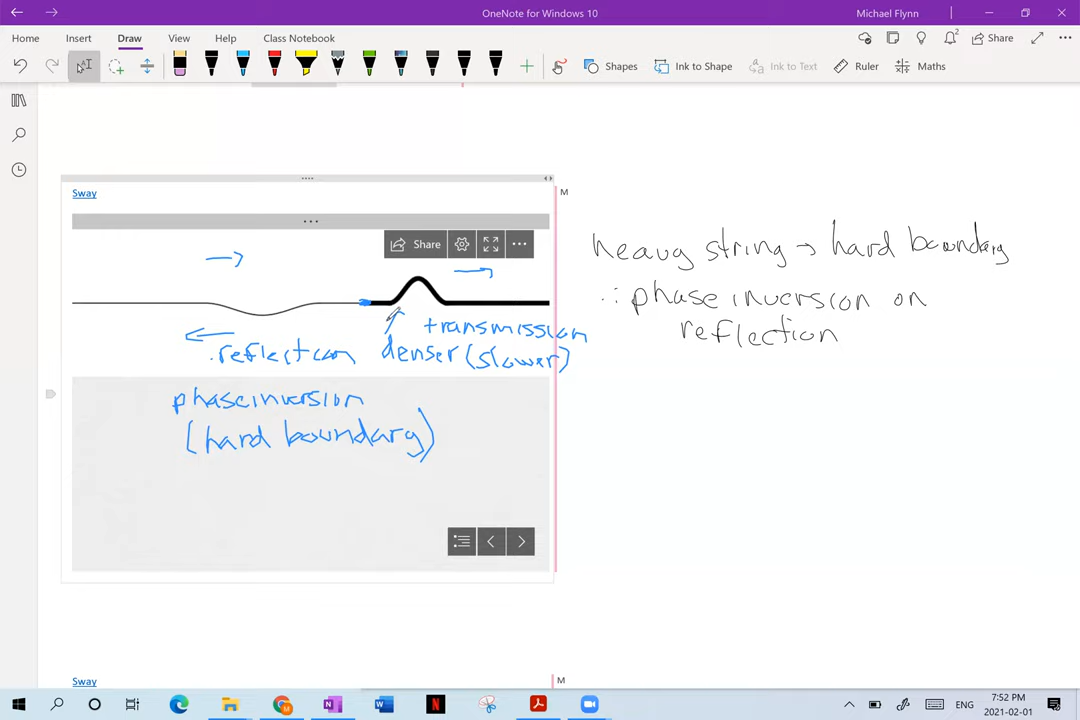 OneNote for Windows 10
Michael Flynn
Home Insert Draw View Help Class Notebook
Share
Shapes Ink to Shape Ink to Text Ruler Maths
Sway
M
Share
heavy string → hard boundary
∴ phase inversion on
reflection
transmission
denser (slower)
reflection
phase inversion
(hard boundary)
Sway
M
ENG
7:52 PM
2021-02-01